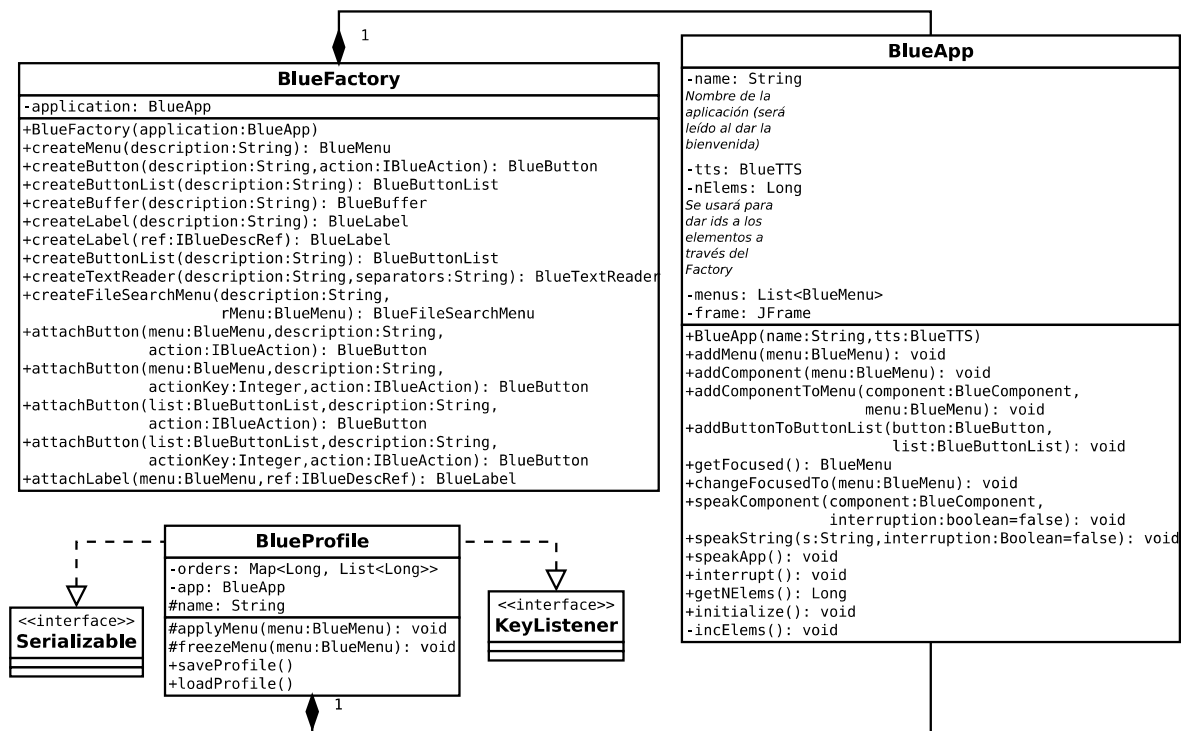 1
BlueFactory
-application: BlueApp
+BlueFactory(application:BlueApp)
+createMenu(description:String): BlueMenu
+createButton(description:String,action:IBlueAction): BlueButton
+createButtonList(description:String): BlueButtonList
+createBuffer(description:String): BlueBuffer
+createLabel(description:String): BlueLabel
+createLabel(ref:IBlueDescRef): BlueLabel
+createButtonList(description:String): BlueButtonList
+createTextReader(description:String,separators:String): BlueTextReader
+createFileSearchMenu(description:String,
rMenu:BlueMenu): BlueFileSearchMenu
+attachButton(menu:BlueMenu,description:String,
action:IBlueAction): BlueButton
+attachButton(menu:BlueMenu,description:String,
actionKey:Integer,action:IBlueAction): BlueButton
+attachButton(list:BlueButtonList,description:String,
action:IBlueAction): BlueButton
+attachButton(list:BlueButtonList,description:String,
actionKey:Integer,action:IBlueAction): BlueButton
+attachLabel(menu:BlueMenu,ref:IBlueDescRef): BlueLabel
BlueApp
-name: String
Nombre de la
aplicación (será
leído al dar la
bienvenida)
-tts: BlueTTS
-nElems: Long
Se usará para
dar ids a los
elementos a
través del
Factory
-menus: List<BlueMenu>
-frame: JFrame
+BlueApp(name:String,tts:BlueTTS)
+addMenu(menu:BlueMenu): void
+addComponent(menu:BlueMenu): void
+addComponentToMenu(component:BlueComponent,
menu:BlueMenu): void
+addButtonToButtonList(button:BlueButton,
list:BlueButtonList): void
+getFocused(): BlueMenu
+changeFocusedTo(menu:BlueMenu): void
+speakComponent(component:BlueComponent,
interruption:boolean=false): void
+speakString(s:String,interruption:Boolean=false): void
+speakApp(): void
+interrupt(): void
+getNElems(): Long
+initialize(): void
-incElems(): void
BlueProfile
-orders: Map<Long, List<Long>>
-app: BlueApp
#name: String
#applyMenu(menu:BlueMenu): void
#freezeMenu(menu:BlueMenu): void
+saveProfile()
+loadProfile()
1
<<interface>>
Serializable
<<interface>>
KeyListener